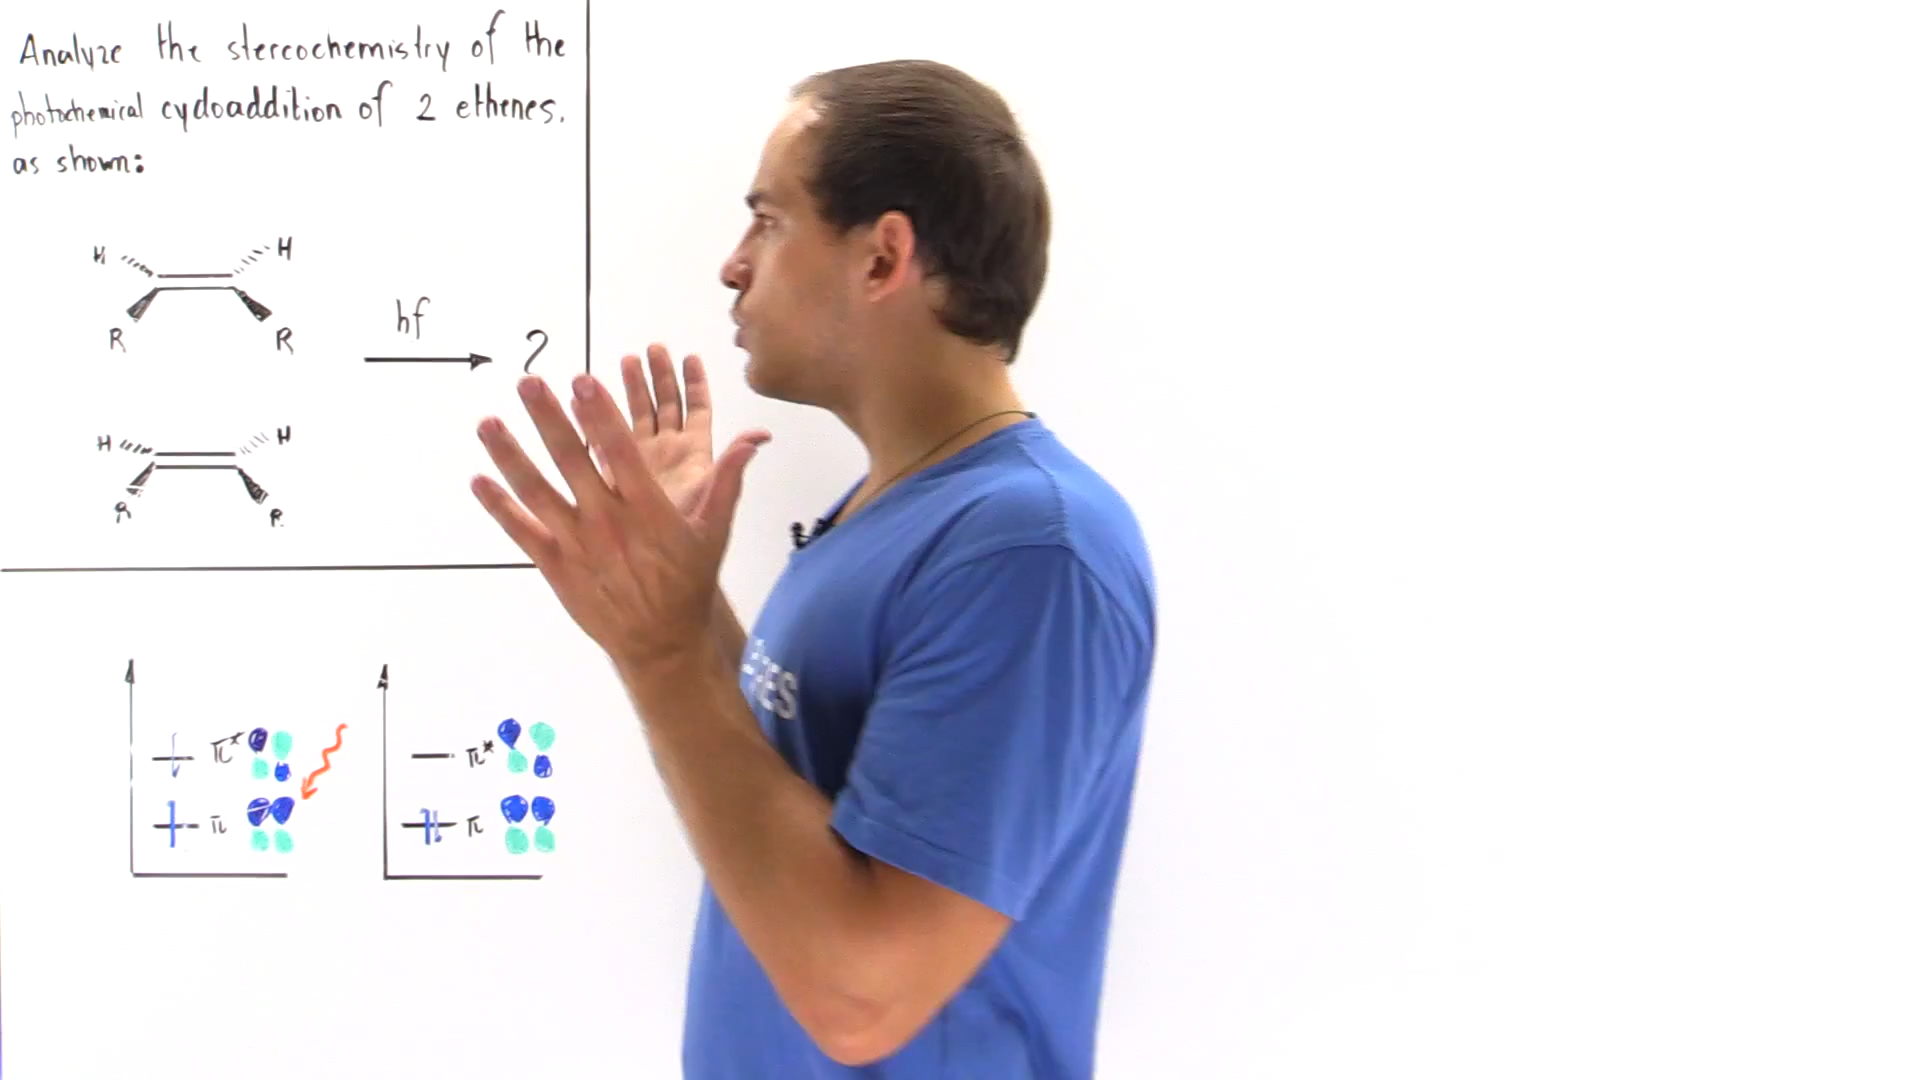 Analyze the stereochemistry of the
photochemical cycloaddition of 2 ethenes.
as shown:
H H
R R
hf
?
H H
R R
π* π*
π π